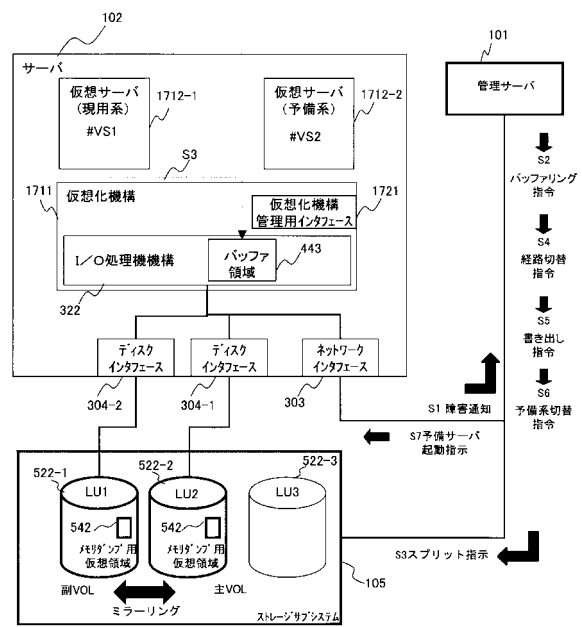 102
サーバ
仮想サーバ
(現用系)
#VS1
1712-1
仮想サーバ
(予備系)
#VS2
1712-2
101
管理サーバ
S2
バッファリング
指令
S4
経路切替
指令
S5
書き出し
指令
S6
予備系切替
指令
S3
1711
仮想化機構
仮想化機構
管理用インタフェース
1721
I/O処理機機構
バッファ
領域
443
322
ディスク
インタフェース
ディスク
インタフェース
ネットワーク
インタフェース
304-2
304-1
303
S1 障害通知
S7予備サーバ
起動指示
522-1
522-2
522-3
LU1
LU2
LU3
542
542
メモリダンプ用
仮想領域
メモリダンプ用
仮想領域
S3スプリット指示
副VOL
主VOL
ミラーリング
105
ストレージサブシステム